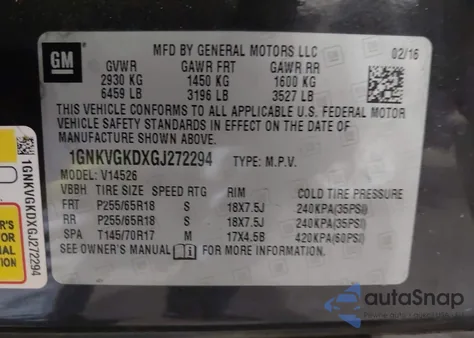 GM
MFD BY GENERAL MOTORS LLC 02/16
GVWR GAWR FRT GAWR RR
2930 KG 1450 KG 1600 KG
6459 LB 3196 LB 3527 LB
THIS VEHICLE CONFORMS TO ALL APPLICABLE U.S. FEDERAL MOTOR
VEHICLE SAFETY STANDARDS IN EFFECT ON THE DATE OF
MANUFACTURE SHOWN ABOVE.
1GNKVGKDXGJ272294 TYPE: M.P.V.
MODEL: V14526
VBBH TIRE SIZE SPEED RTG RIM COLD TIRE PRESSURE
FRT P255/65R18 S 18X7.5J 240KPA(35PSI)
RR P255/65R18 S 18X7.5J 240KPA(35PSI)
SPA T145/70R17 M 17X4.5B 420KPA(60PSI)
SEE OWNER'S MANUAL i FOR MORE INFORMATION.
1GNKVGKDXGJ272294
autoSnap